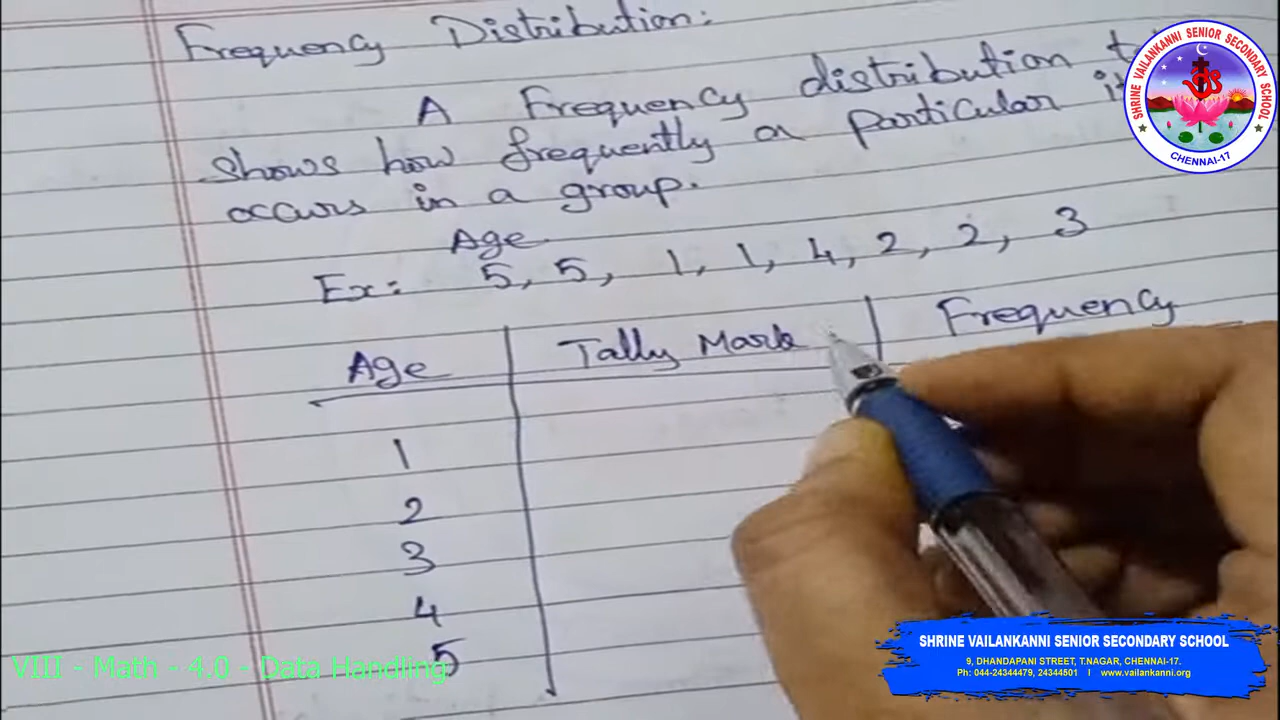 Frequency Distribution:
A Frequency distribution
shows how frequently a particular
occurs in a group.
Age
Ex: 5, 5, 1, 1, 4, 2, 2, 3
Age Tally Mark Frequency
1
2
3
4
5
VIII - Math - 4.0 - Data Handling
SHRINE VAILANKANNI SENIOR SECONDARY SCHOOL
CHENNAI-17
SHRINE VAILANKANNI SENIOR SECONDARY SCHOOL
9, DHANDAPANI STREET, T.NAGAR, CHENNAI-17.
Ph: 044-24344479, 24344501 I www.vailankanni.org